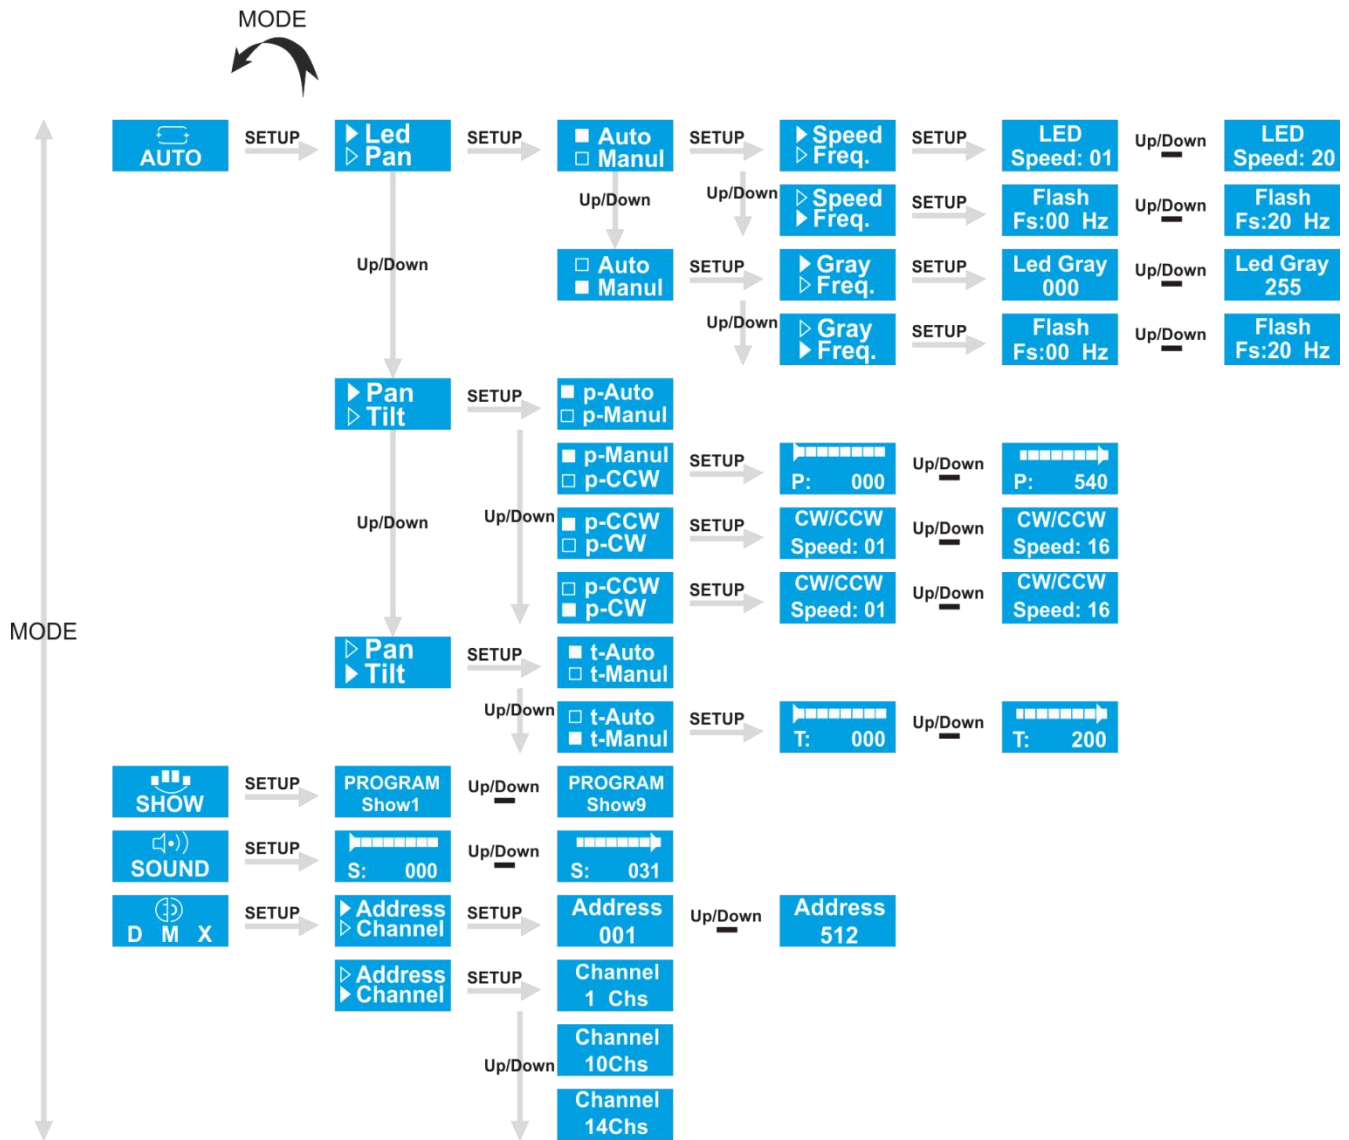 MODE
AUTO
SETUP
Led
Pan
SETUP
Auto
Manul
SETUP
Speed
Freq.
SETUP
LED
Speed: 01
Up/Down
LED
Speed: 20
Up/Down
Up/Down
Speed
Freq.
SETUP
Flash
Fs:00 Hz
Up/Down
Flash
Fs:20 Hz
Up/Down
Auto
Manul
SETUP
Gray
Freq.
SETUP
Led Gray
000
Up/Down
Led Gray
255
Up/Down
Gray
Freq.
SETUP
Flash
Fs:00 Hz
Up/Down
Flash
Fs:20 Hz
Pan
Tilt
SETUP
p-Auto
p-Manul
p-Manul
p-CCW
SETUP
P: 000
Up/Down
P: 540
Up/Down
Up/Down
p-CCW
p-CW
SETUP
CW/CCW
Speed: 01
Up/Down
CW/CCW
Speed: 16
p-CCW
p-CW
SETUP
CW/CCW
Speed: 01
Up/Down
CW/CCW
Speed: 16
MODE
Pan
Tilt
SETUP
t-Auto
t-Manul
Up/Down
t-Auto
t-Manul
SETUP
T: 000
Up/Down
T: 200
SHOW
SETUP
PROGRAM
Show1
Up/Down
PROGRAM
Show9
SOUND
SETUP
S: 000
Up/Down
S: 031
D M X
SETUP
Address
Channel
SETUP
Address
001
Up/Down
Address
512
Address
Channel
SETUP
Channel
1 Chs
Up/Down
Channel
10Chs
Channel
14Chs